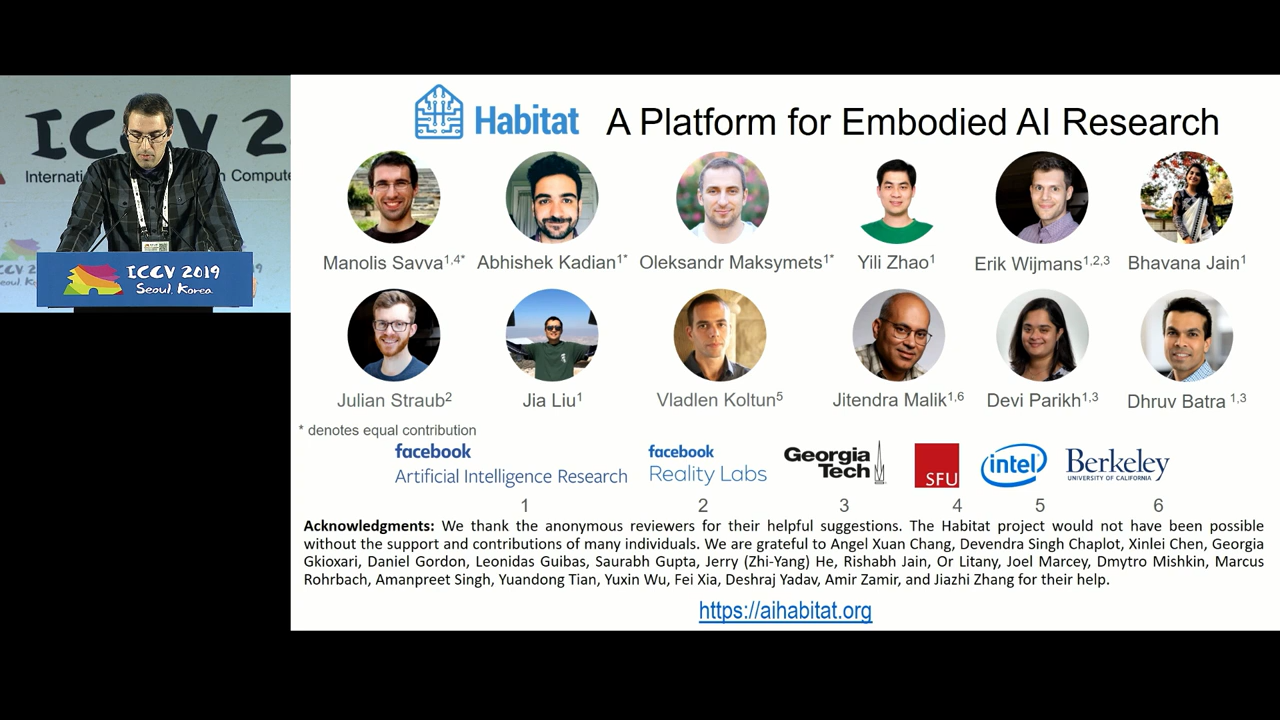 ICCV 2
Internati
n Compute
ICCV 2019
Seoul, Korea
Habitat
A Platform for Embodied AI Research
Manolis Savva1,4*
Abhishek Kadian1*
Oleksandr Maksymets1*
Yili Zhao1
Erik Wijmans1,2,3
Bhavana Jain1
Julian Straub2
Jia Liu1
Vladlen Koltun5
Jitendra Malik1,6
Devi Parikh1,3
Dhruv Batra 1,3
* denotes equal contribution
facebook
Artificial Intelligence Research
facebook
Reality Labs
Georgia
Tech
SFU
intel
Berkeley
UNIVERSITY OF CALIFORNIA
1 2 3 4 5 6
Acknowledgments: We thank the anonymous reviewers for their helpful suggestions. The Habitat project would not have been possible
without the support and contributions of many individuals. We are grateful to Angel Xuan Chang, Devendra Singh Chaplot, Xinlei Chen, Georgia
Gkioxari, Daniel Gordon, Leonidas Guibas, Saurabh Gupta, Jerry (Zhi-Yang) He, Rishabh Jain, Or Litany, Joel Marcey, Dmytro Mishkin, Marcus
Rohrbach, Amanpreet Singh, Yuandong Tian, Yuxin Wu, Fei Xia, Deshraj Yadav, Amir Zamir, and Jiazhi Zhang for their help.
https://aihabitat.org